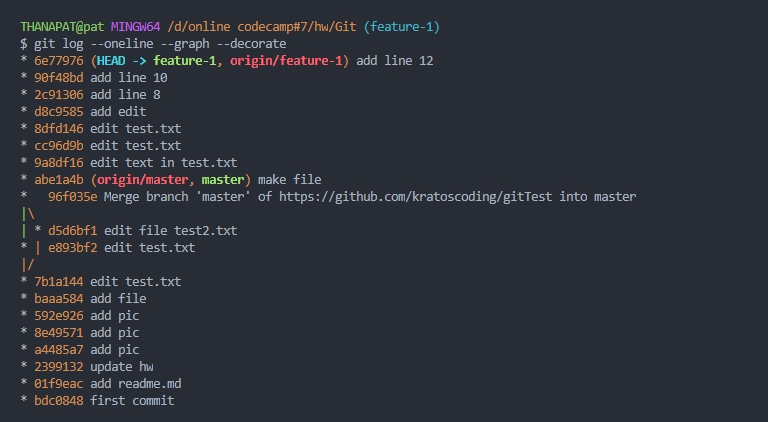 THANAPAT@pat MINGW64 /d/online codecamp#7/hw/Git (feature-1)
$ git log --oneline --graph --decorate
* 6e77976 (HEAD -> feature-1, origin/feature-1) add line 12
* 90f48bd add line 10
* 2c91306 add line 8
* d8c9585 add edit
* 8dfd146 edit test.txt
* cc96d9b edit test.txt
* 9a8df16 edit text in test.txt
* abe1a4b (origin/master, master) make file
*   96f035e Merge branch 'master' of https://github.com/kratoscoding/gitTest into master
|\
| * d5d6bf1 edit file test2.txt
* | e893bf2 edit test.txt
|/
* 7b1a144 edit test.txt
* baaa584 add file
* 592e926 add pic
* 8e49571 add pic
* a4485a7 add pic
* 2399132 update hw
* 01f9eac add readme.md
* bdc0848 first commit